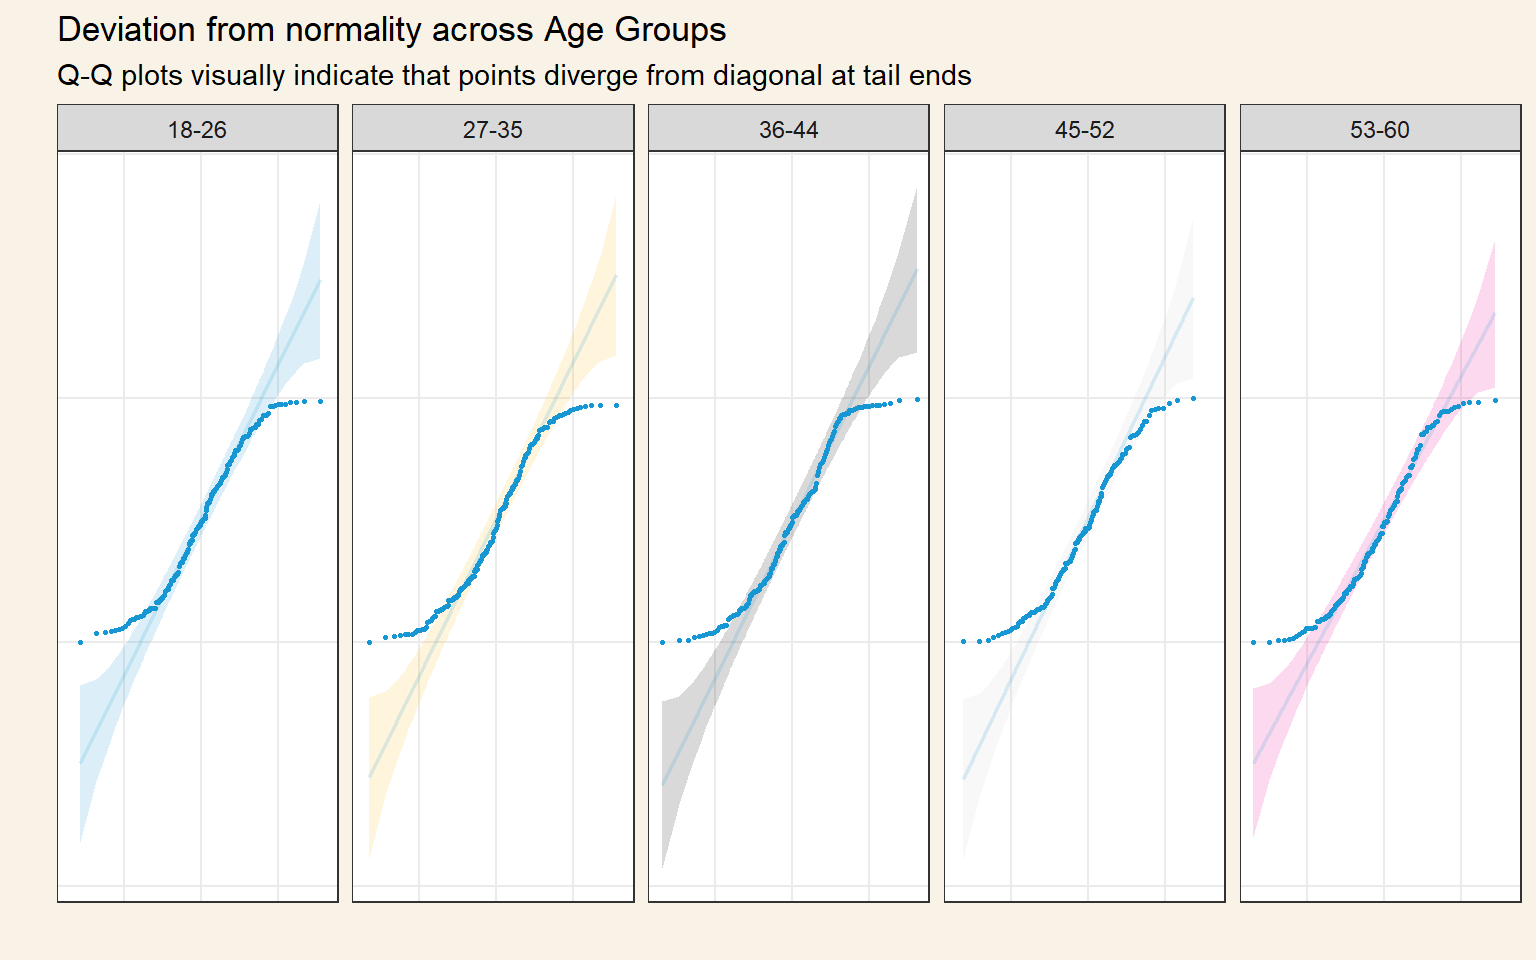 Deviation from normality across Age Groups
Q-Q plots visually indicate that points diverge from diagonal at tail ends
18-26
27-35
36-44
45-52
53-60